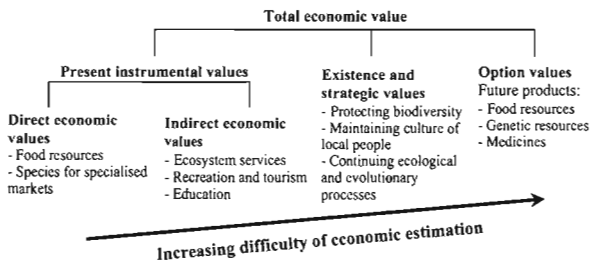 Total economic value
Present instrumental values
Direct economic
values
- Food resources
- Species for specialised
markets
Indirect economic
values
- Ecosystem services
- Recreation and tourism
- Education
Existence and
strategic values
- Protecting biodiversity
- Maintaining culture of
local people
- Continuing ecological
and evolutionary
processes
Option values
Future products:
- Food resources
- Genetic resources
- Medicines
Increasing difficulty of economic estimation